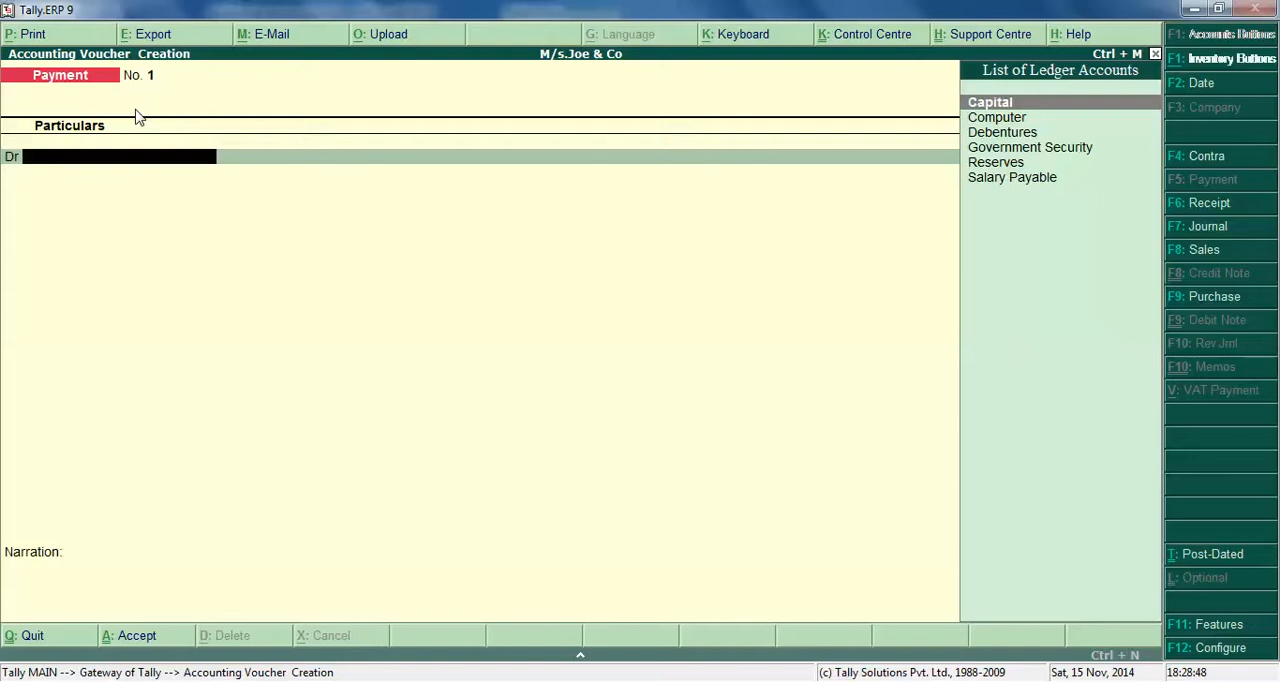 Tally.ERP 9
P: Print
E: Export
M: E-Mail
O: Upload
G: Language
K: Keyboard
K: Control Centre
H: Support Centre
H: Help
Accounting Voucher Creation
M/s.Joe & Co
Ctrl + M
Payment No. 1
Particulars
Dr
Narration:
List of Ledger Accounts
Capital
Computer
Debentures
Government Security
Reserves
Salary Payable
F1: Accounts Buttons
F1: Inventory Buttons
F2: Date
F3: Company
F4: Contra
F5: Payment
F6: Receipt
F7: Journal
F8: Sales
F8: Credit Note
F9: Purchase
F9: Debit Note
F10: Rev Jrnl
F10: Memos
V: VAT Payment
T: Post-Dated
L: Optional
F11: Features
F12: Configure
Q: Quit
A: Accept
D: Delete
X: Cancel
Ctrl + N
Tally MAIN --> Gateway of Tally --> Accounting Voucher Creation
(c) Tally Solutions Pvt. Ltd., 1988-2009
Sat, 15 Nov, 2014
18:28:48